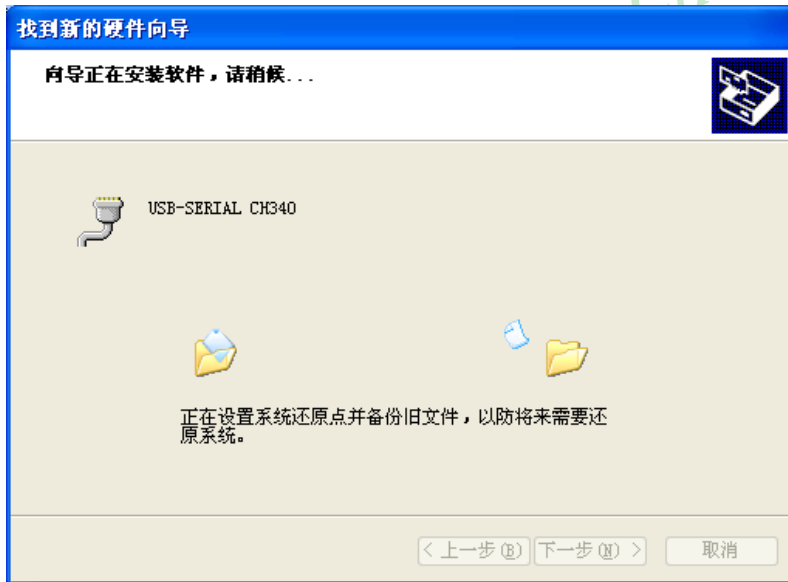 找到新的硬件向导
向导正在安装软件，请稍候...
USB-SERIAL CH340
正在设置系统还原点并备份旧文件，以防将来需要还
原系统。
< 上一步(B) 下一步(N) > 取消